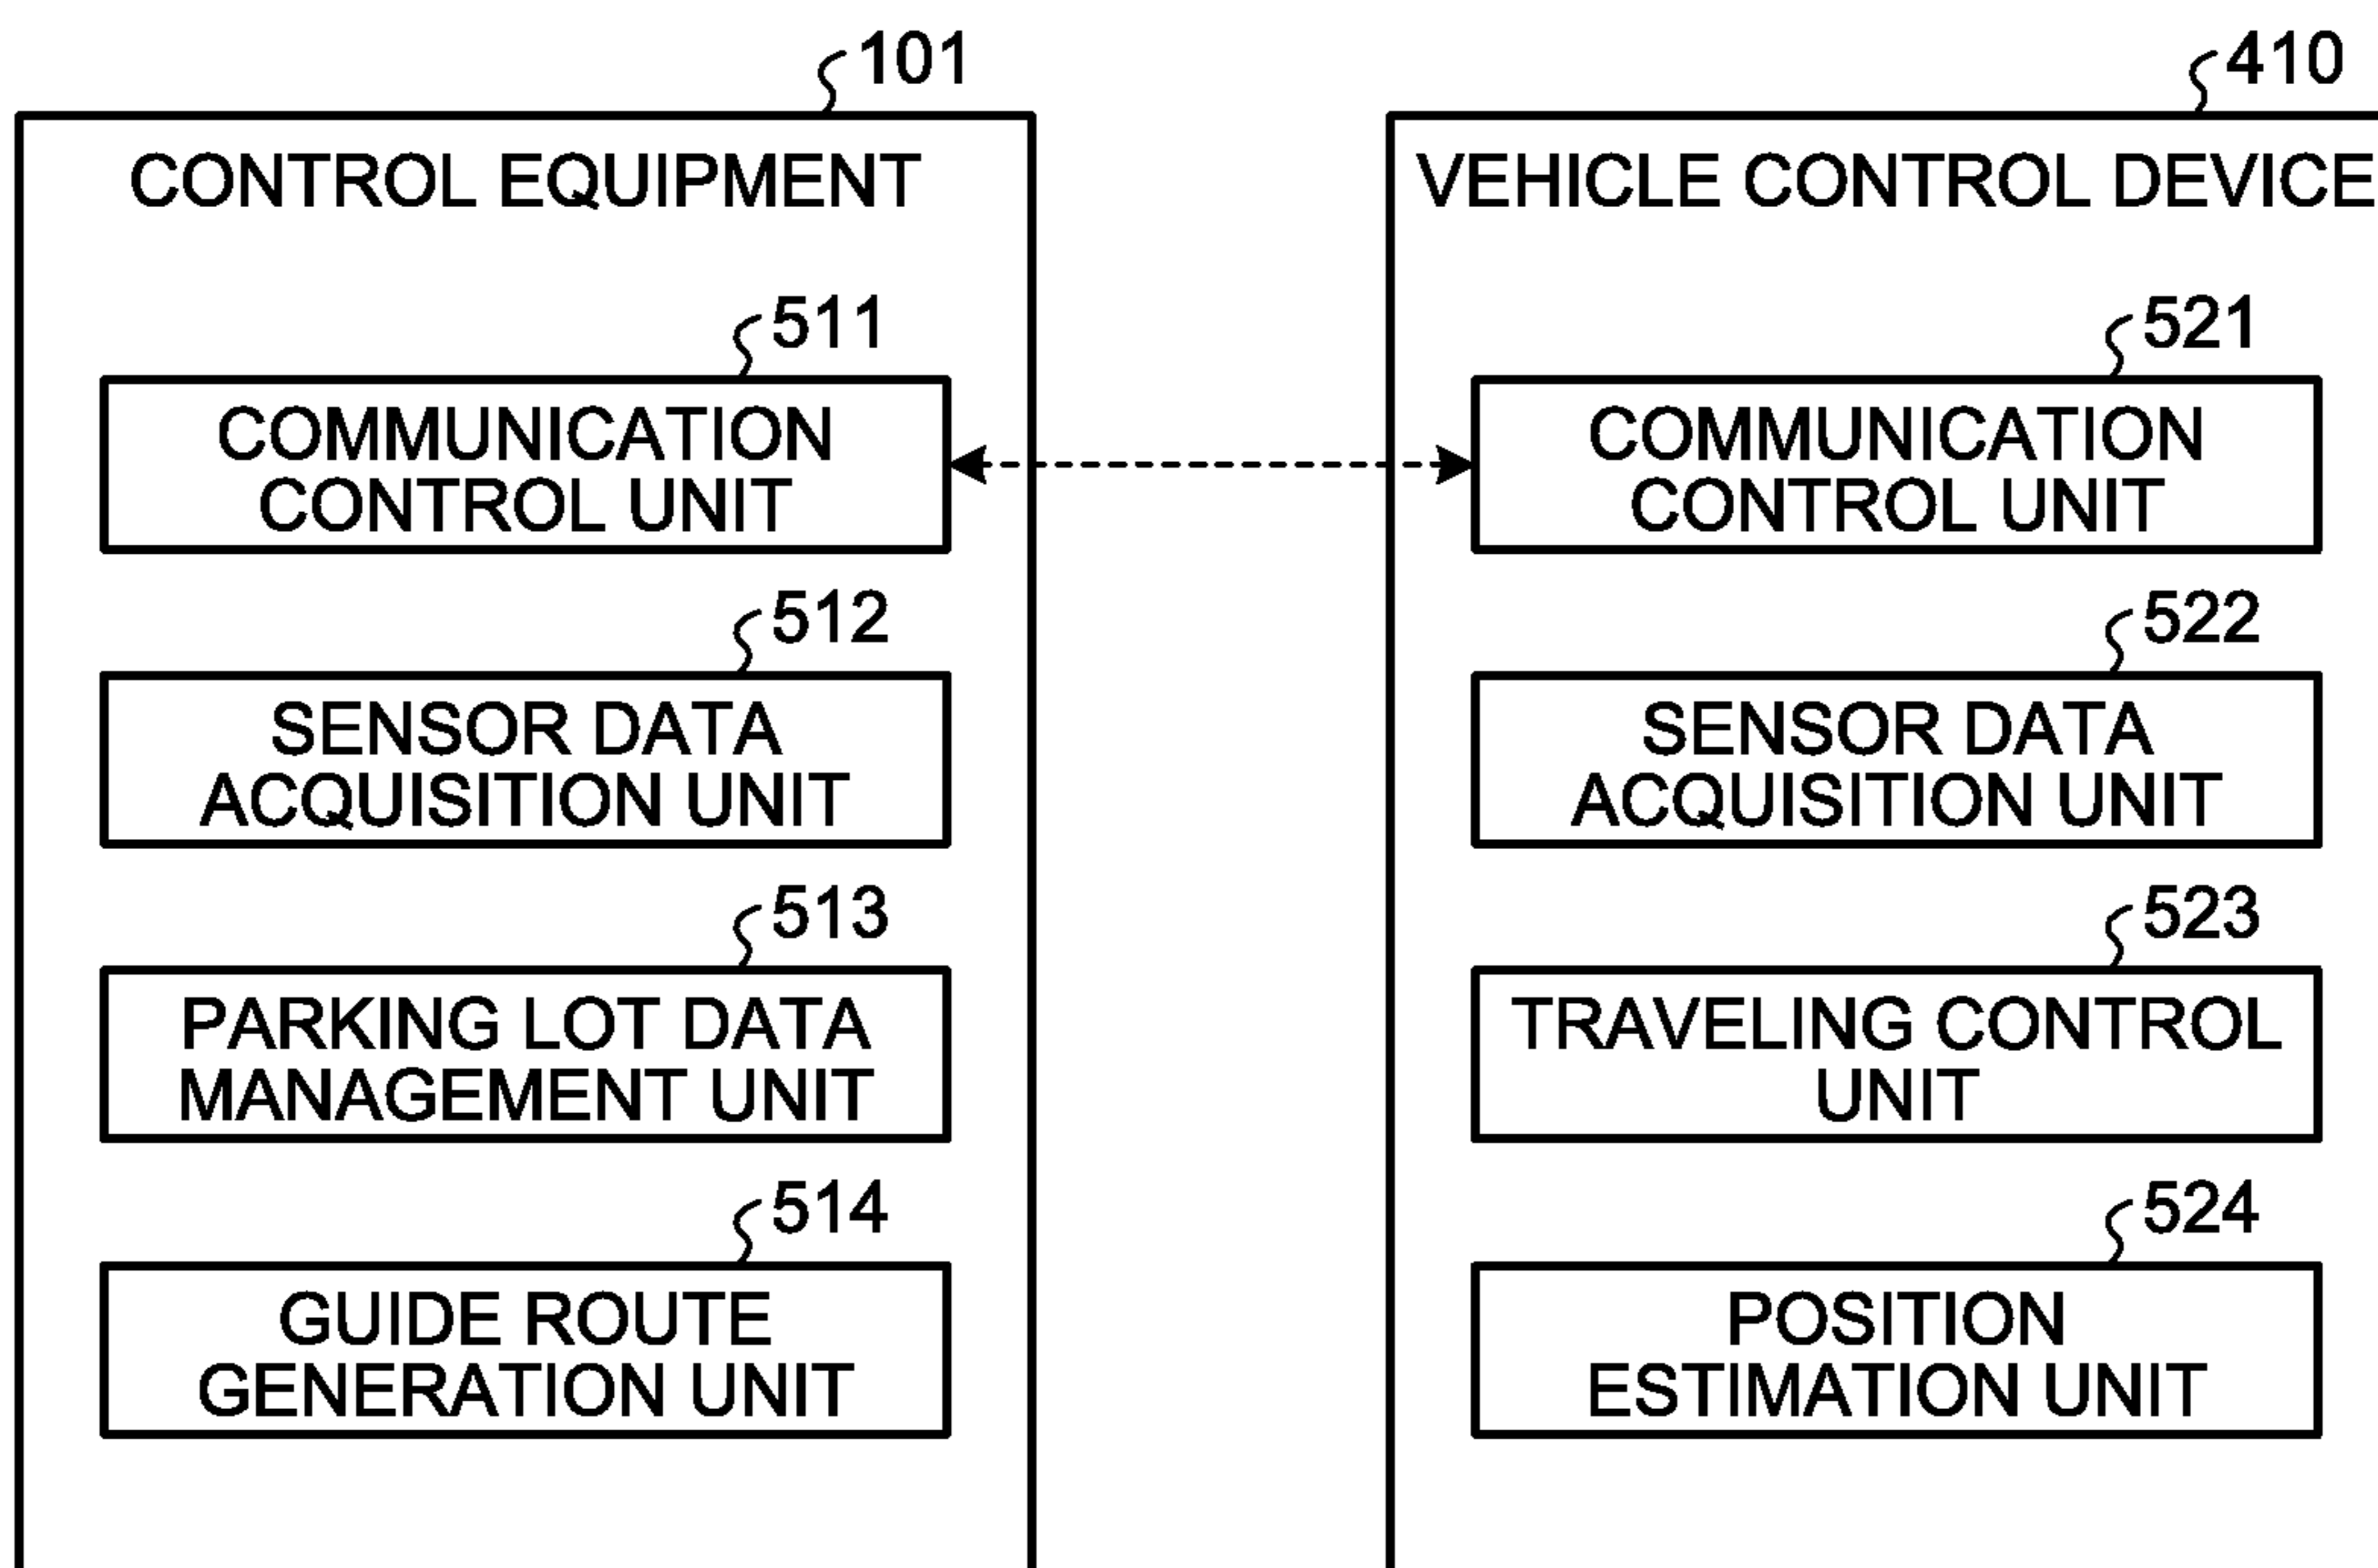 101
CONTROL EQUIPMENT
511
COMMUNICATION
CONTROL UNIT
512
SENSOR DATA
ACQUISITION UNIT
513
PARKING LOT DATA
MANAGEMENT UNIT
514
GUIDE ROUTE
GENERATION UNIT
410
VEHICLE CONTROL DEVICE
521
COMMUNICATION
CONTROL UNIT
522
SENSOR DATA
ACQUISITION UNIT
523
TRAVELING CONTROL
UNIT
524
POSITION
ESTIMATION UNIT